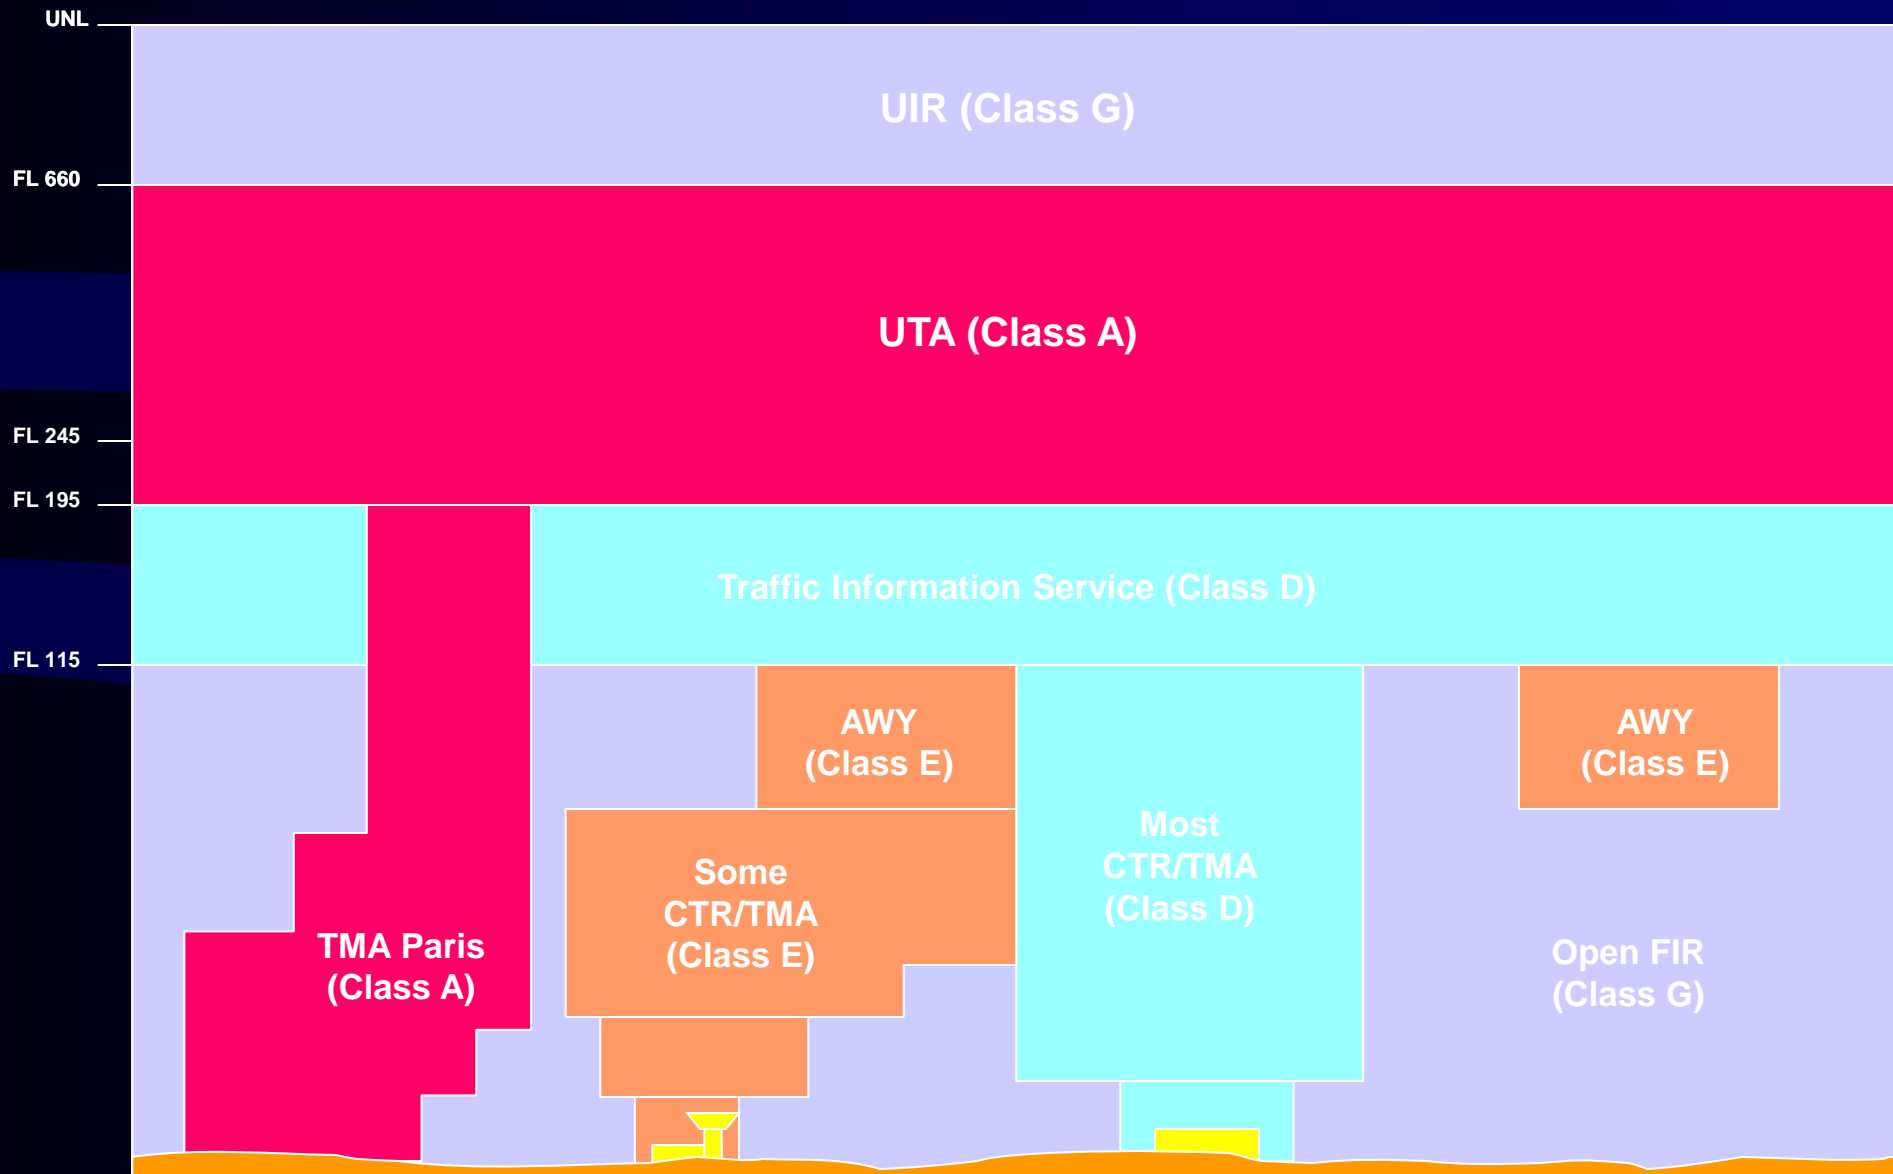 UNL
UIR (Class G)
FL 660
UTA (Class A)
FL 245
FL 195
Traffic Information Service (Class D)
FL 115
AWY
(Class E)
AWY
(Class E)
Most
CTR/TMA
(Class D)
Some
CTR/TMA
(Class E)
TMA Paris
(Class A)
Open FIR
(Class G)